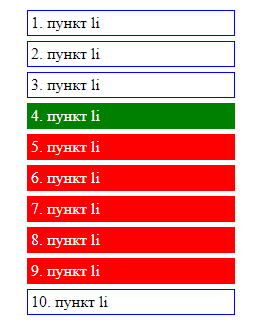 1. пункт li
2. пункт li
3. пункт li
4. пункт li
5. пункт li
6. пункт li
7. пункт li
8. пункт li
9. пункт li
10. пункт li